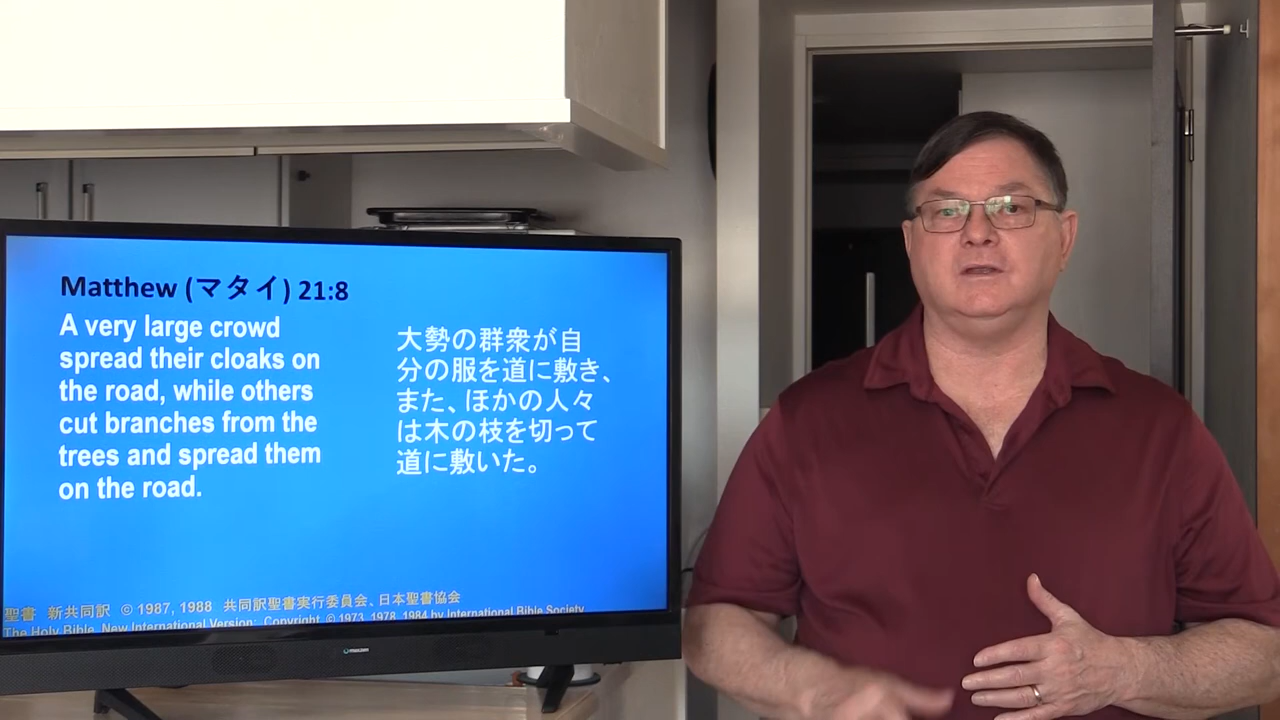 Matthew (マタイ) 21:8
A very large crowd
spread their cloaks on
the road, while others
cut branches from the
trees and spread them
on the road.
大勢の群衆が自
分の服を道に敷き、
また、ほかの人々
は木の枝を切って
道に敷いた。
聖書 新共同訳 © 1987, 1988 共同訳聖書実行委員会、日本聖書協会
The Holy Bible, New International Version; Copyright © 1973, 1978, 1984 by International Bible Society